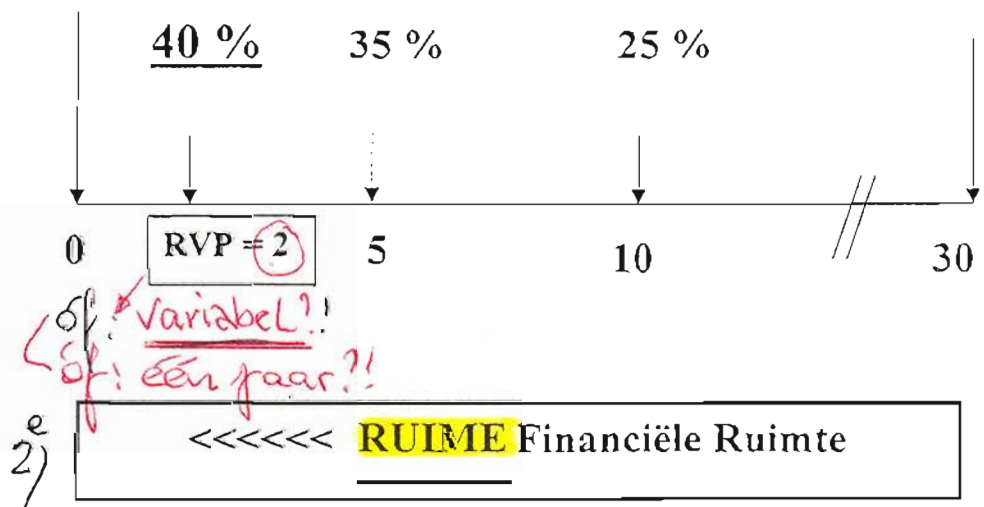 40 % 35 % 25 %
0 RVP = 2 5 10 30
óf : variabel?!
óf : één jaar?!
2e) <<<<<< RUIME Financiële Ruimte